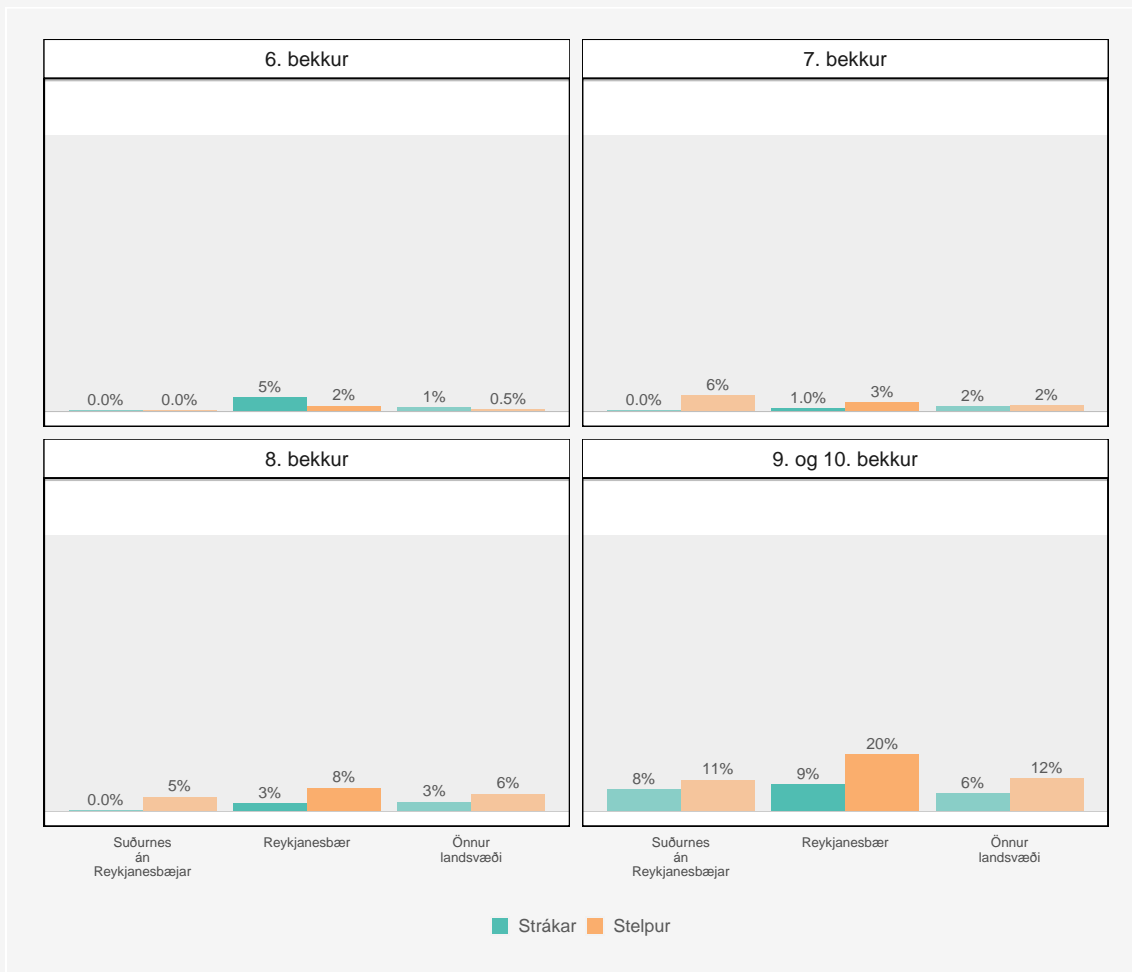 6. bekkur
0.0%
0.0%
5%
2%
1%
0.5%
7. bekkur
0.0%
6%
1.0%
3%
2%
2%
8. bekkur
0.0%
5%
3%
8%
3%
6%
Suðurnes
án
Reykjanesbæjar
Reykjanesbær
Önnur
landsvæði
9. og 10. bekkur
8%
11%
9%
20%
6%
12%
Suðurnes
án
Reykjanesbæjar
Reykjanesbær
Önnur
landsvæði
Strákar
Stelpur